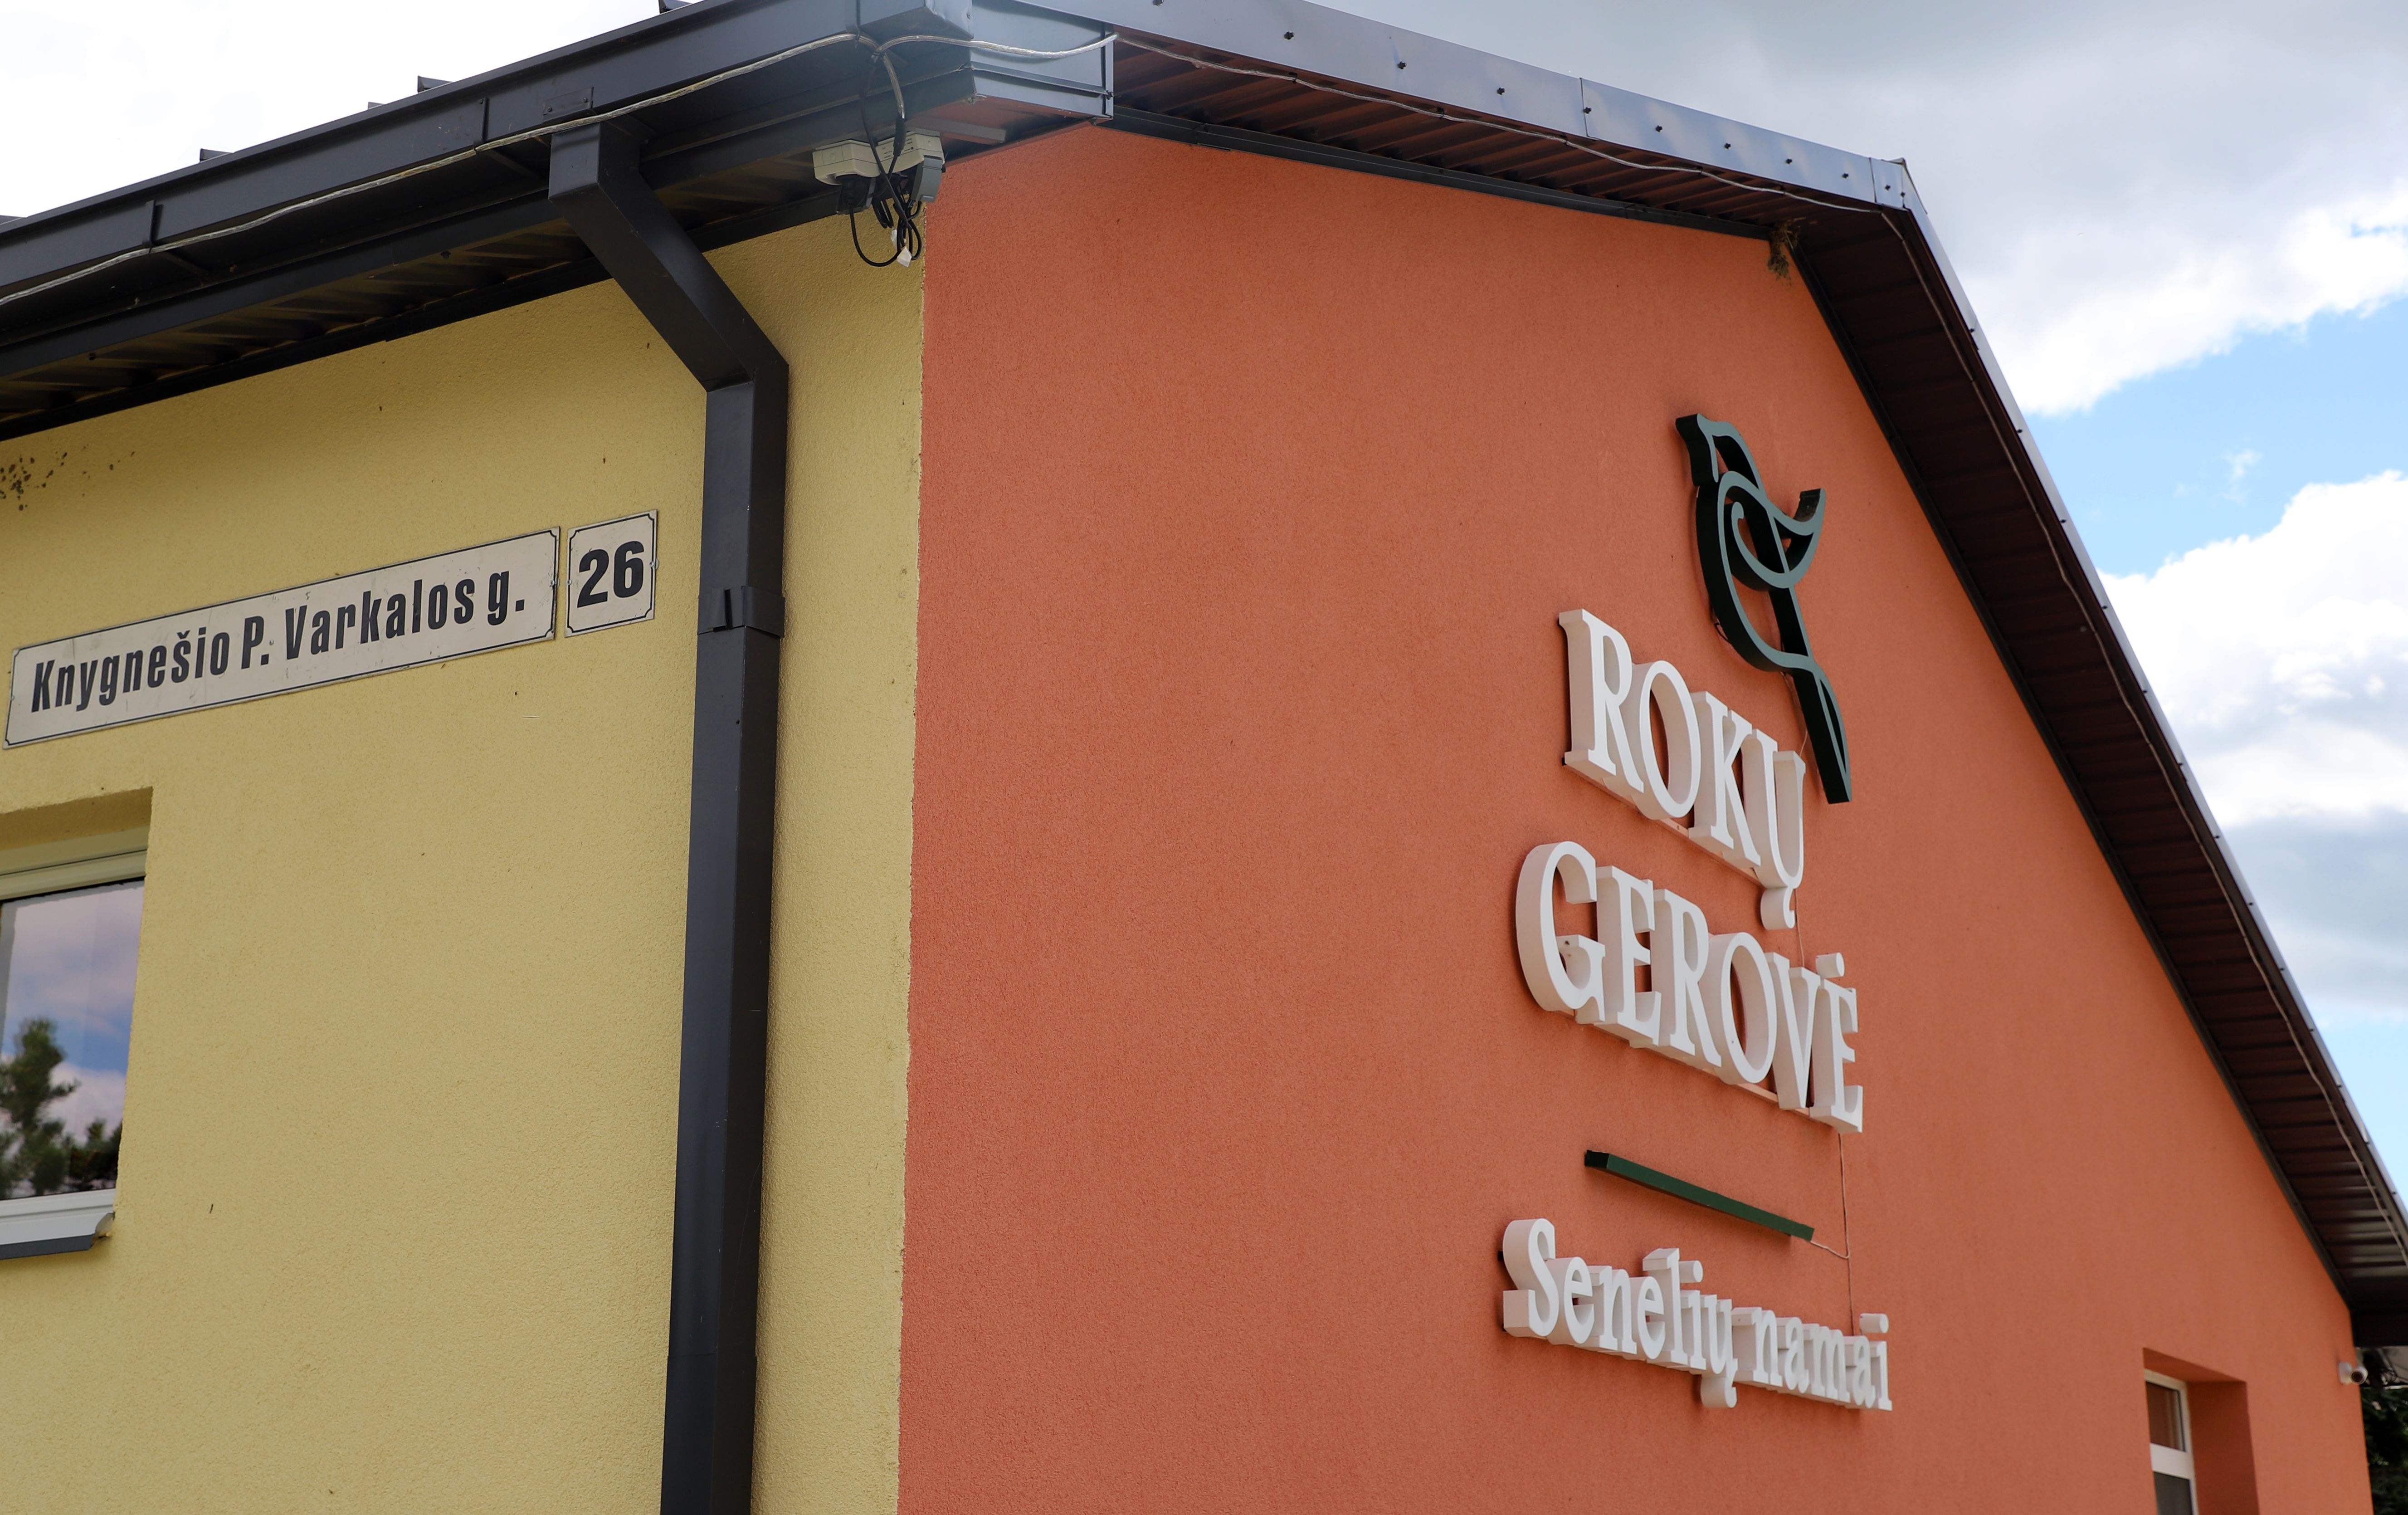 Knygnešio P. Varkalos g. 26
ROKŲ
GEROVĖ
Senelių namai